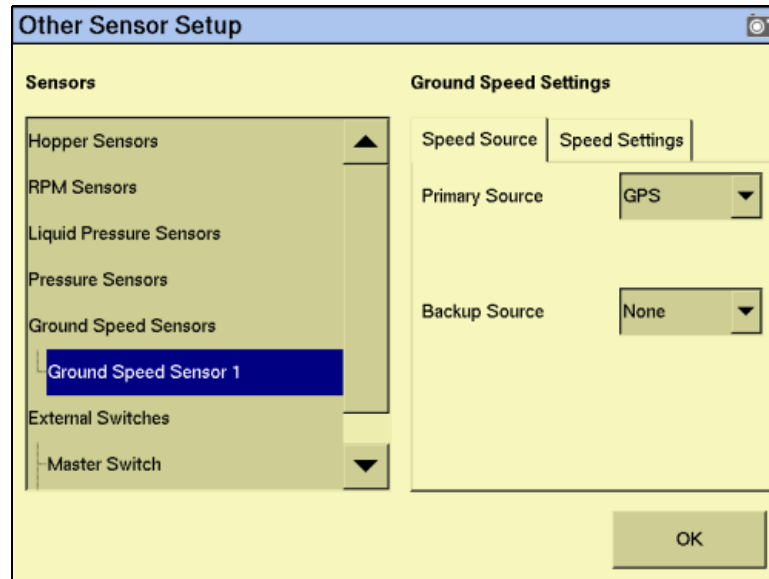 Other Sensor Setup
Sensors
Hopper Sensors
RPM Sensors
Liquid Pressure Sensors
Pressure Sensors
Ground Speed Sensors
Ground Speed Sensor 1
External Switches
Master Switch
Ground Speed Settings
Speed Source
Speed Settings
Primary Source
GPS
Backup Source
None
OK